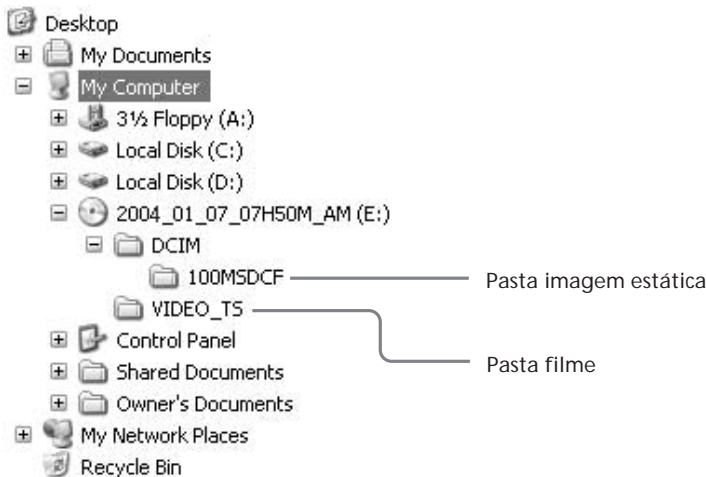 Desktop
My Documents
My Computer
3½ Floppy (A:)
Local Disk (C:)
Local Disk (D:)
2004_01_07_07H50M_AM (E:)
DCIM
100MSDCF
Pasta imagem estática
VIDEO_TS
Control Panel
Pasta filme
Shared Documents
Owner's Documents
My Network Places
Recycle Bin